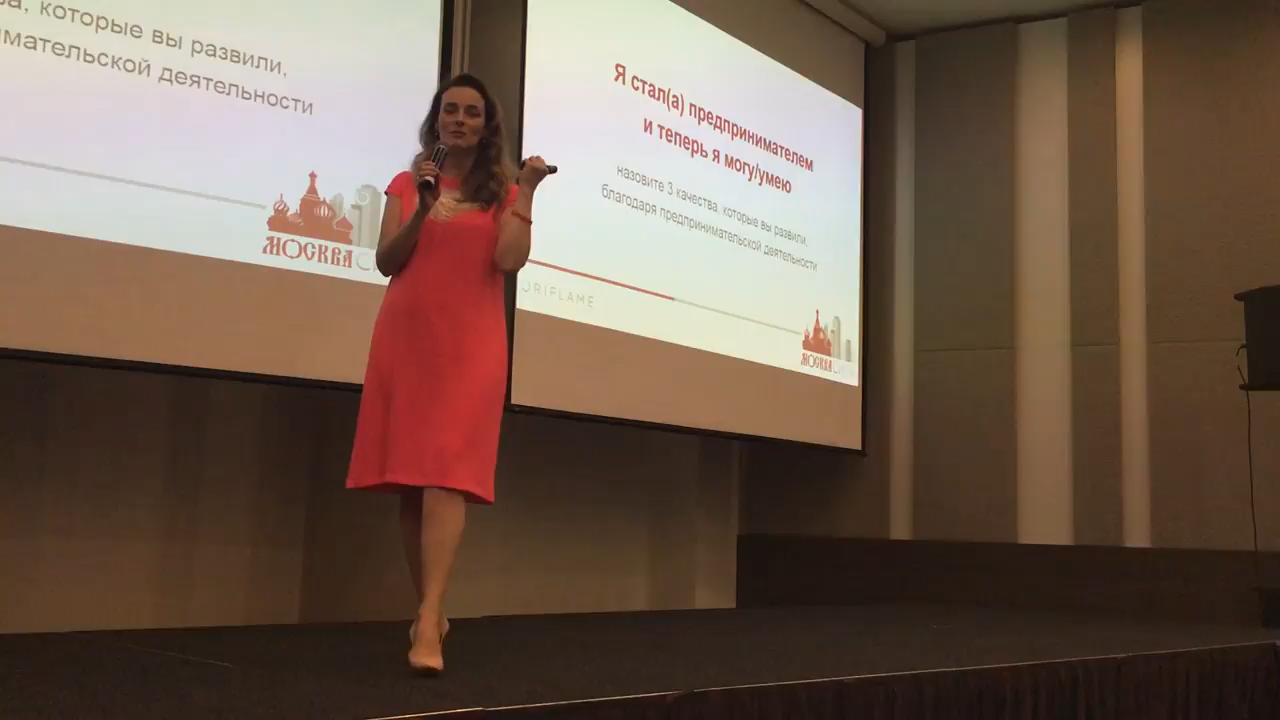 а, которые вы развили,
имательской деятельности
МОСКВА
Я стал(а) предпринимателем
и теперь я могу/умею
назовите 3 качества, которые вы развили,
благодаря предпринимательской деятельности
ORIFLAME
МОСКВА